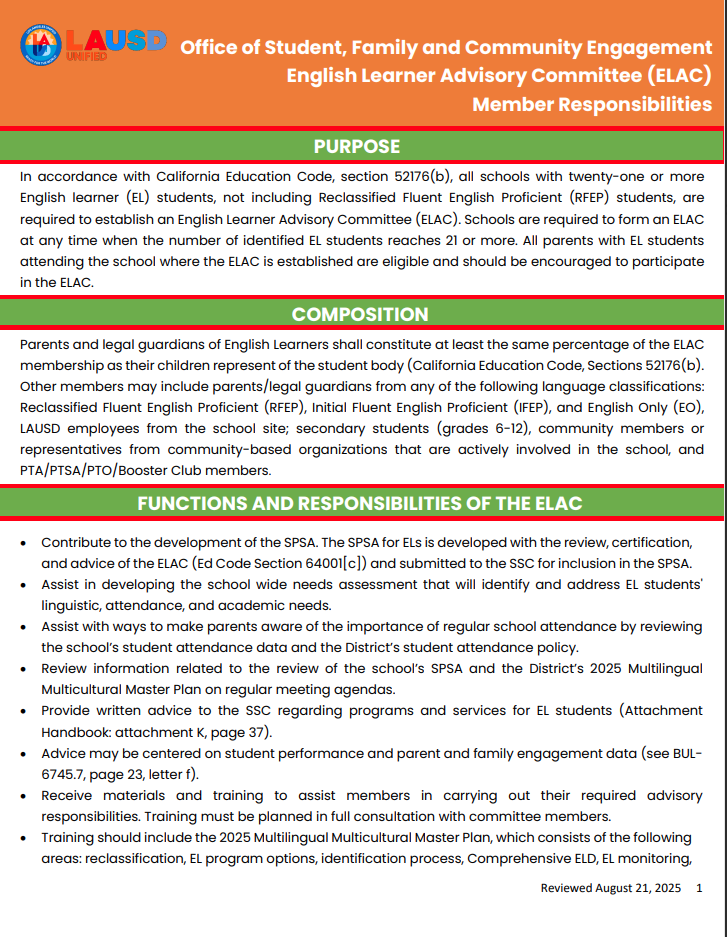 LAUSD
UNIFIED
Office of Student, Family and Community Engagement
English Learner Advisory Committee (ELAC)
Member Responsibilities
PURPOSE
In accordance with California Education Code, section 52176(b), all schools with twenty-one or more
English learner (EL) students, not including Reclassified Fluent English Proficient (RFEP) students, are
required to establish an English Learner Advisory Committee (ELAC). Schools are required to form an ELAC
at any time when the number of identified EL students reaches 21 or more. All parents with EL students
attending the school where the ELAC is established are eligible and should be encouraged to participate
in the ELAC.
COMPOSITION
Parents and legal guardians of English Learners shall constitute at least the same percentage of the ELAC
membership as their children represent of the student body (California Education Code, Sections 52176(b).
Other members may include parents/legal guardians from any of the following language classifications:
Reclassified Fluent English Proficient (RFEP), Initial Fluent English Proficient (IFEP), and English Only (EO),
LAUSD employees from the school site; secondary students (grades 6-12), community members or
representatives from community-based organizations that are actively involved in the school, and
PTA/PTSA/PTO/Booster Club members.
FUNCTIONS AND RESPONSIBILITIES OF THE ELAC
• Contribute to the development of the SPSA. The SPSA for ELs is developed with the review, certification,
and advice of the ELAC (Ed Code Section 64001[c]) and submitted to the SSC for inclusion in the SPSA.
• Assist in developing the school wide needs assessment that will identify and address EL students'
linguistic, attendance, and academic needs.
• Assist with ways to make parents aware of the importance of regular school attendance by reviewing
the school's student attendance data and the District's student attendance policy.
• Review information related to the review of the school's SPSA and the District's 2025 Multilingual
Multicultural Master Plan on regular meeting agendas.
• Provide written advice to the SSC regarding programs and services for EL students (Attachment
Handbook: attachment K, page 37).
• Advice may be centered on student performance and parent and family engagement data (see BUL-
6745.7, page 23, letter f).
• Receive materials and training to assist members in carrying out their required advisory
responsibilities. Training must be planned in full consultation with committee members.
• Training should include the 2025 Multilingual Multicultural Master Plan, which consists of the following
areas: reclassification, EL program options, identification process, Comprehensive ELD, EL monitoring,
Reviewed August 21, 2025 1